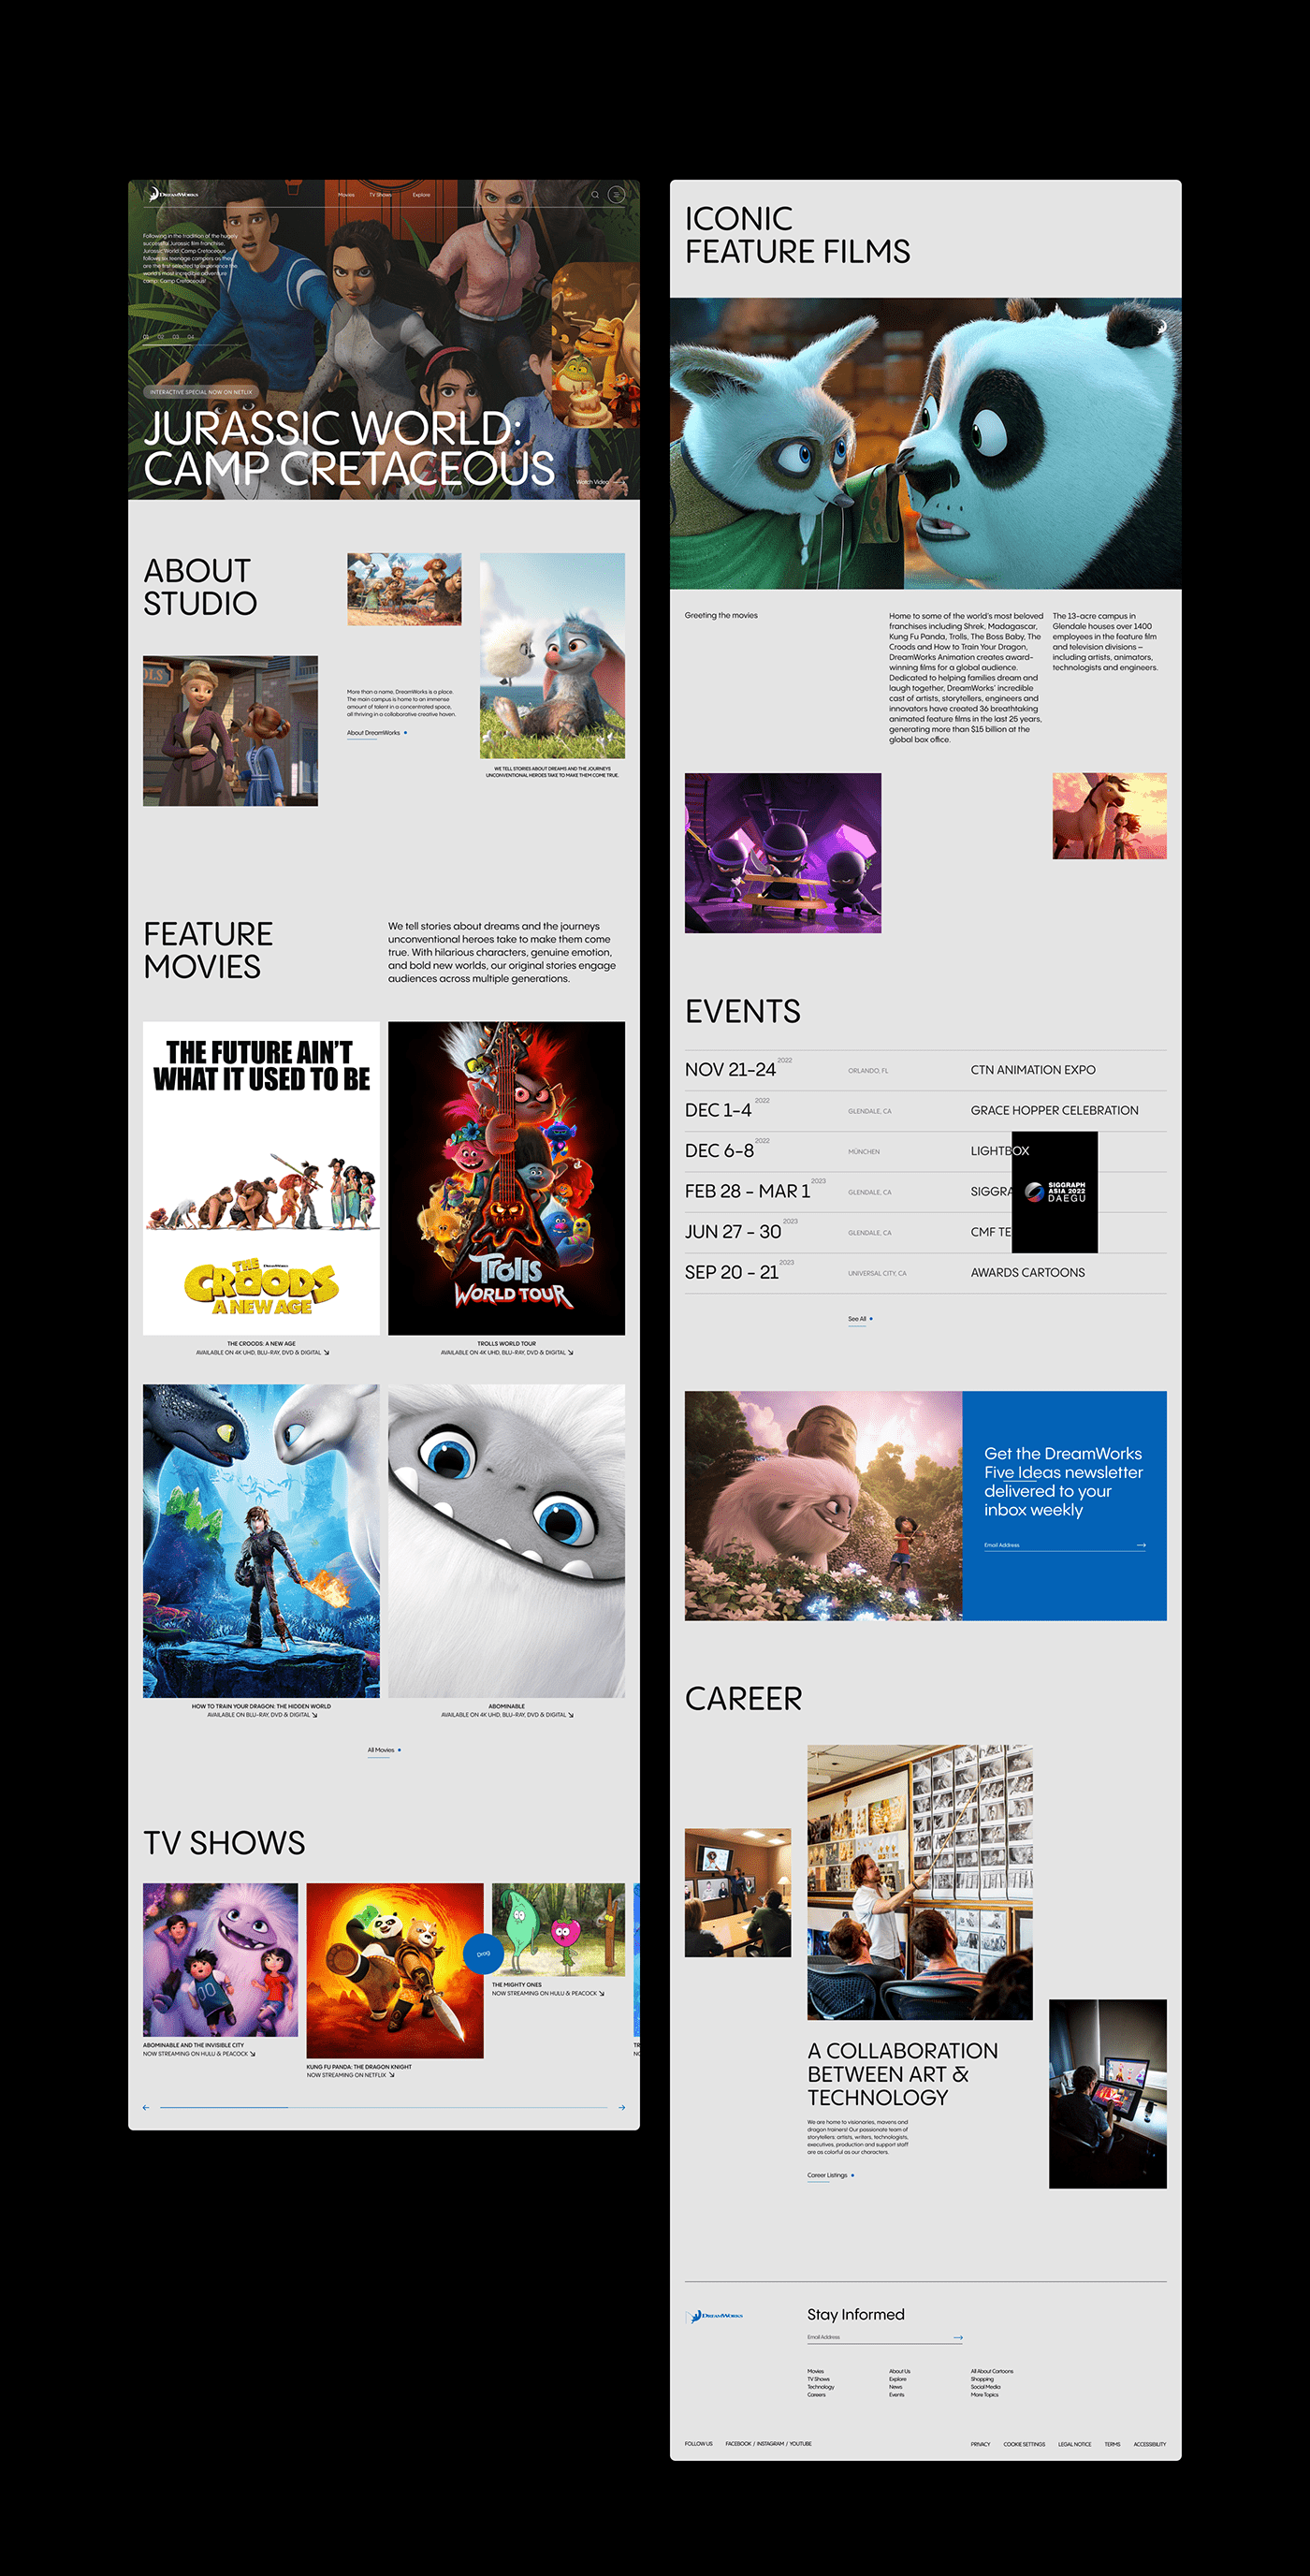 DREAMWORKS
Movies
TV Shows
Explore
Following in the tradition of the hugely
successful Jurassic film franchise,
Jurassic World: Camp Cretaceous
follows six teenage campers as they
are the first selected to experience the
world's most incredible adventure
camp: Camp Cretaceous!
01 02 03 04
INTERACTIVE SPECIAL NOW ON NETLIX
JURASSIC WORLD:
CAMP CRETACEOUS
Watch Video
ABOUT
STUDIO
OLS
More than a name, DreamWorks is a place.
The main campus is home to an immense
amount of talent in a concentrated space,
all thriving in a collaborative creative haven.
About DreamWorks
WE TELL STORIES ABOUT DREAMS AND THE JOURNEYS
UNCONVENTIONAL HEROES TAKE TO MAKE THEM COME TRUE.
FEATURE
MOVIES
We tell stories about dreams and the journeys
unconventional heroes take to make them come
true. With hilarious characters, genuine emotion,
and bold new worlds, our original stories engage
audiences across multiple generations.
THE FUTURE AIN'T
WHAT IT USED TO BE
DREAMWORKS
THE
CROODS
A NEW AGE
Trolls
WORLD TOUR
THE CROODS: A NEW AGE
AVAILABLE ON 4K UHD, BLU-RAY, DVD & DIGITAL
TROLLS WORLD TOUR
AVAILABLE ON 4K UHD, BLU-RAY, DVD & DIGITAL
HOW TO TRAIN YOUR DRAGON: THE HIDDEN WORLD
AVAILABLE ON BLU-RAY, DVD & DIGITAL
ABOMINABLE
AVAILABLE ON 4K UHD, BLU-RAY, DVD & DIGITAL
All Movies
TV SHOWS
00
Drag
ABOMINABLE AND THE INVISIBLE CITY
NOW STREAMING ON HULU & PEACOCK
KUNG FU PANDA: THE DRAGON KNIGHT
NOW STREAMING ON NETFLIX
THE MIGHTY ONES
NOW STREAMING ON HULU & PEACOCK
TR
NO
ICONIC
FEATURE FILMS
Greeting the movies
Home to some of the world's most beloved
franchises including Shrek, Madagascar,
Kung Fu Panda, Trolls, The Boss Baby, The
Croods and How to Train Your Dragon,
DreamWorks Animation creates award-
winning films for a global audience.
Dedicated to helping families dream and
laugh together, DreamWorks' incredible
cast of artists, storytellers, engineers and
innovators have created 36 breathtaking
animated feature films in the last 25 years,
generating more than $15 billion at the
global box office.
The 13-acre campus in
Glendale houses over 1400
employees in the feature film
and television divisions –
including artists, animators,
technologists and engineers.
EVENTS
NOV 21-24 2022 ORLANDO, FL CTN ANIMATION EXPO
DEC 1-4 2022 GLENDALE, CA GRACE HOPPER CELEBRATION
DEC 6-8 2022 MÜNCHEN LIGHTBOX
FEB 28 - MAR 1 2023 GLENDALE, CA SIGGRA
JUN 27 - 30 2023 GLENDALE, CA CMF TE
SEP 20 - 21 2023 UNIVERSAL CITY, CA AWARDS CARTOONS
SIGGRAPH
ASIA 2022
DAEGU
See All
Get the DreamWorks
Five Ideas newsletter
delivered to your
inbox weekly
Email Address
CAREER
A COLLABORATION
BETWEEN ART &
TECHNOLOGY
We are home to visionaries, mavens and
dragon trainers! Our passionate team of
storytellers: artists, writers, technologists,
executives, production and support staff
are as colorful as our characters.
Career Listings
DREAMWORKS
Stay Informed
Email Address
Movies
TV Shows
Technology
Careers
About Us
Explore
News
Events
All About Cartoons
Shopping
Social Media
More Topics
FOLLOW US FACEBOOK / INSTAGRAM / YOUTUBE
PRIVACY COOKIE SETTINGS LEGAL NOTICE TERMS ACCESSIBILITY